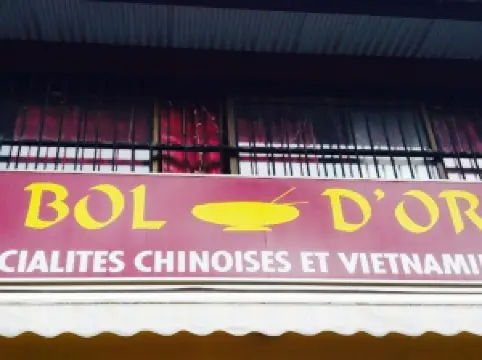 BOL D'OR
CIALITES CHINOISES ET VIETNAMI